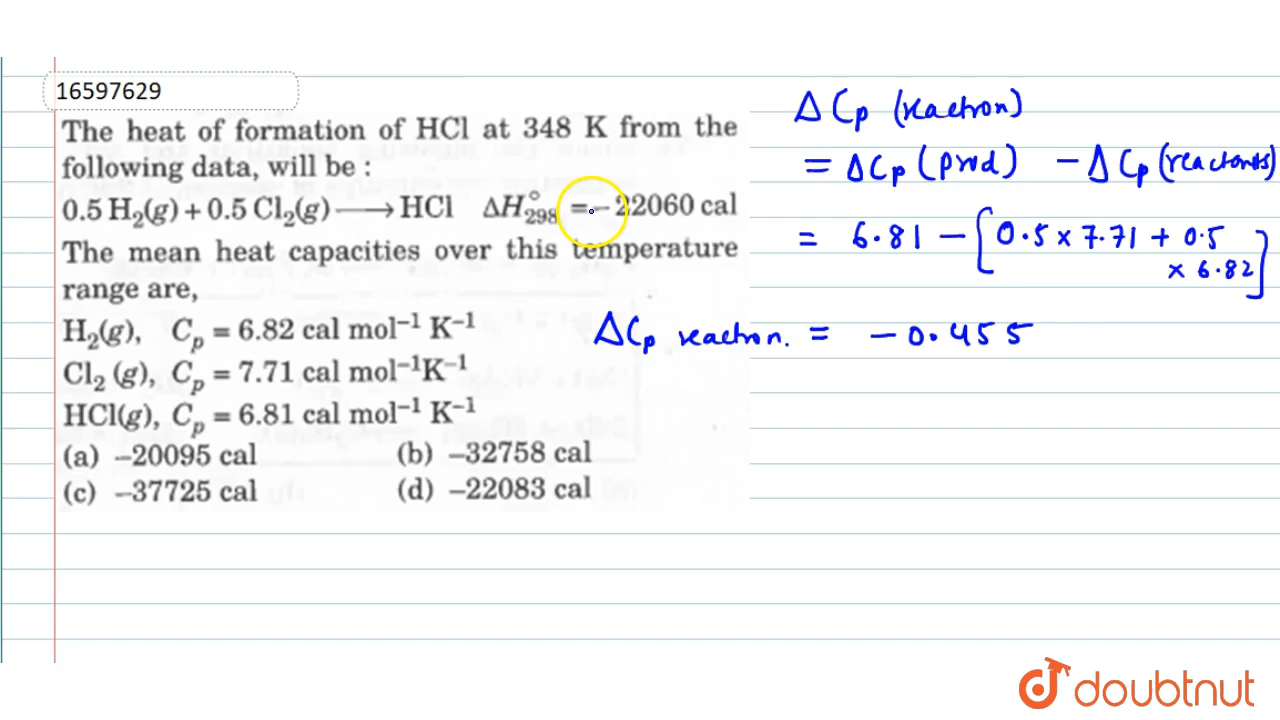 16597629
The heat of formation of HCl at 348 K from the
following data, will be :
0.5 H₂(g) + 0.5 Cl₂(g) ⟶ HCl ΔH°₂₉₈ = −22060 cal
The mean heat capacities over this temperature
range are,
H₂(g), Cₚ = 6.82 cal mol⁻¹ K⁻¹
Cl₂ (g), Cₚ = 7.71 cal mol⁻¹K⁻¹
HCl(g), Cₚ = 6.81 cal mol⁻¹ K⁻¹
(a) –20095 cal (b) –32758 cal
(c) –37725 cal (d) –22083 cal
Δ Cp (reaction)
= ΔCp (prod) − ΔCp (reactants)
= 6.81 − [0.5 × 7.71 + 0.5
× 6.82]
ΔCp reaction. = − 0.455
doubtnut